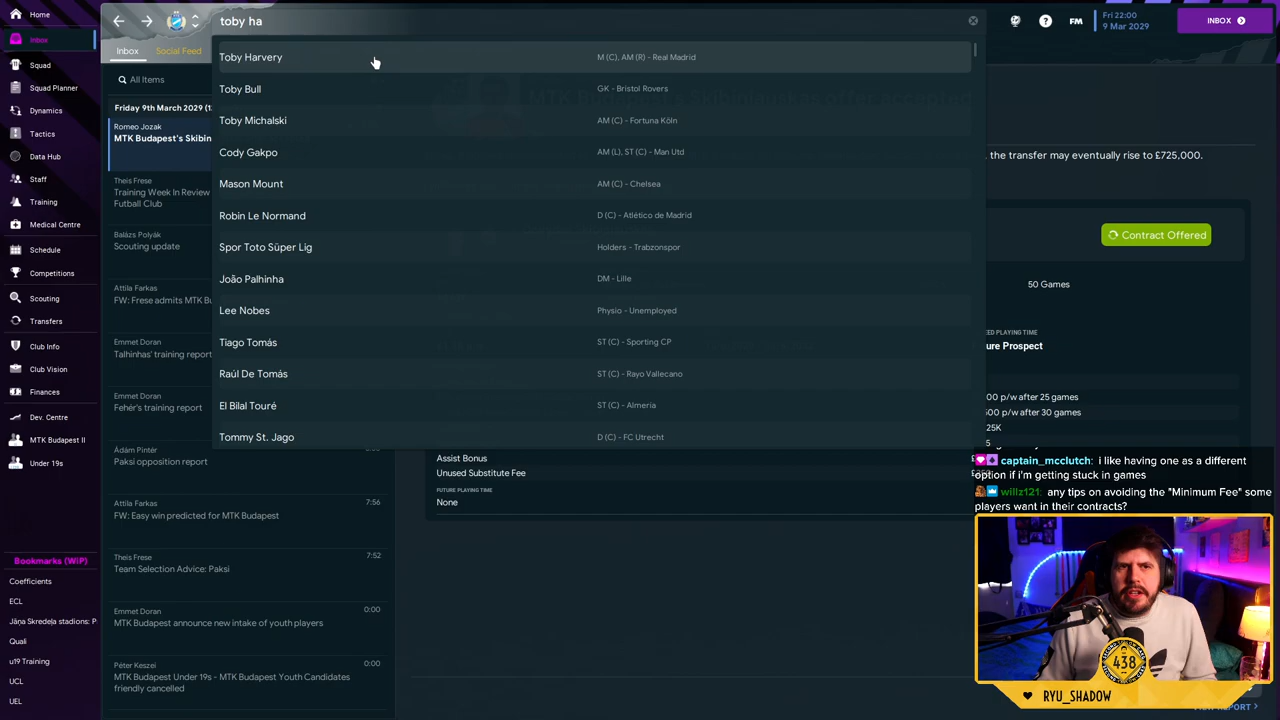 Home
Inbox
Squad
Squad Planner
Dynamics
Tactics
Data Hub
Staff
Training
Medical Centre
Schedule
Competitions
Scouting
Transfers
Club Info
Club Vision
Finances
Dev. Centre
MTK Budapest II
Under 19s
Bookmarks (WiP)
Coefficients
ECL
Quali
u19 Training
UCL
UEL
toby ha
FM
Fri 22:00
9 Mar 2029
INBOX
Inbox
Social Feed
All Items
Friday 9th March 2029
Romeo Jozak
MTK Budapest's Skibin
Theis Frese
Training Week In Review
Futball Club
Balázs Polyák
Scouting update
Attila Farkas
FW: Frese admits MTK B
Emmet Doran
Talhinhas' training report
Emmet Doran
Fehér's training report
Ádám Pintér
Paksi opposition report
Attila Farkas
7:56
FW: Easy win predicted for MTK Budapest
Theis Frese
7:52
Team Selection Advice: Paksi
Emmet Doran
0:00
MTK Budapest announce new intake of youth players
Péter Keszei
0:00
MTK Budapest Under 19s - MTK Budapest Youth Candidates
friendly cancelled
Toby Harvery
M (C), AM (R) - Real Madrid
Toby Bull
GK - Bristol Rovers
Toby Michalski
AM (C) - Fortuna Köln
Cody Gakpo
AM (L), ST (C) - Man Utd
Mason Mount
AM (C) - Chelsea
Robin Le Normand
D (C) - Atlético de Madrid
Spor Toto Süper Lig
Holders - Trabzonspor
João Palhinha
DM - Lille
Lee Nobes
Physio - Unemployed
Tiago Tomás
ST (C) - Sporting CP
Raúl De Tomás
ST (C) - Rayo Vallecano
El Bilal Touré
ST (C) - Almeria
Tommy St. Jago
D (C) - FC Utrecht
, the transfer may eventually rise to £725,000.
Contract Offered
50 Games
ED PLAYING TIME
ure Prospect
00 p/w after 25 games
00 p/w after 30 games
25K
Assist Bonus
Unused Substitute Fee
FUTURE PLAYING TIME
None
captain_mcclutch: i like having one as a different
option if i'm getting stuck in games
willz121: any tips on avoiding the "Minimum Fee" some
players want in their contracts?
438
RYU_SHADOW
VIEW REPORT